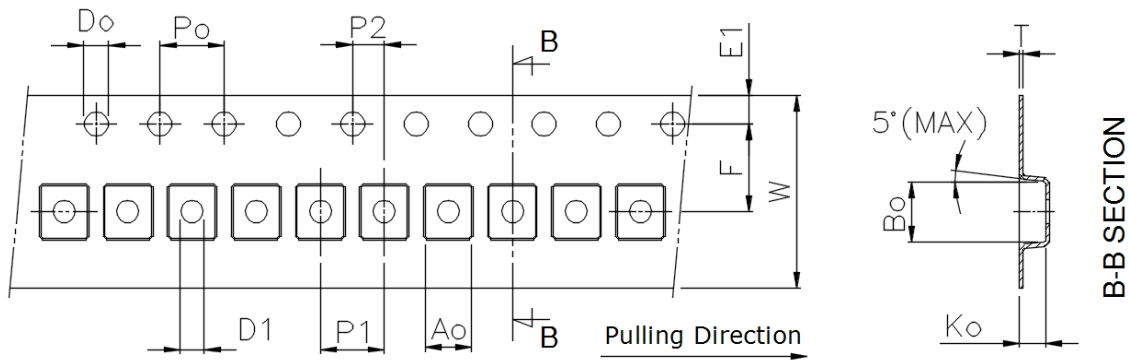 Do
Po
P2
B
E1
T
5°(MAX)
F
W
Bo
B-B SECTION
D1
P1
Ao
B
Pulling Direction
Ko